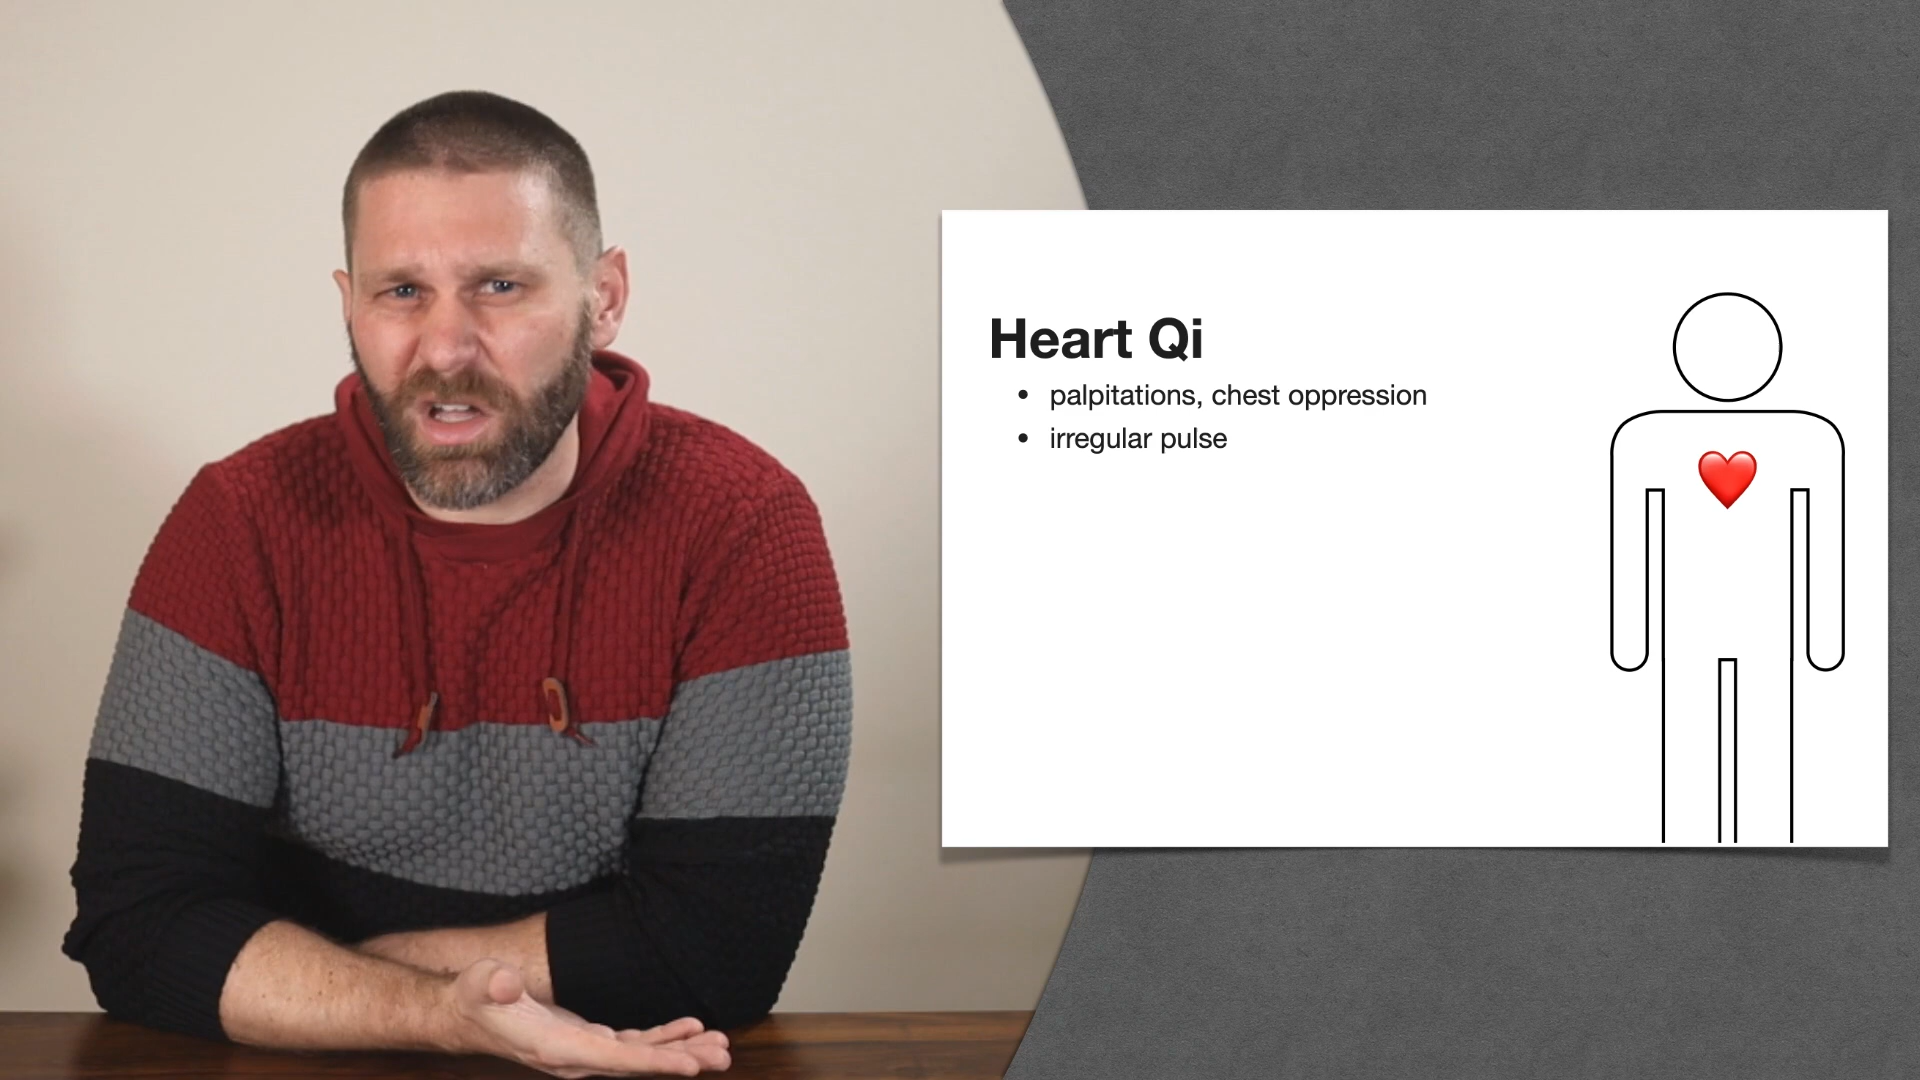 Heart Qi
• palpitations, chest oppression
• irregular pulse